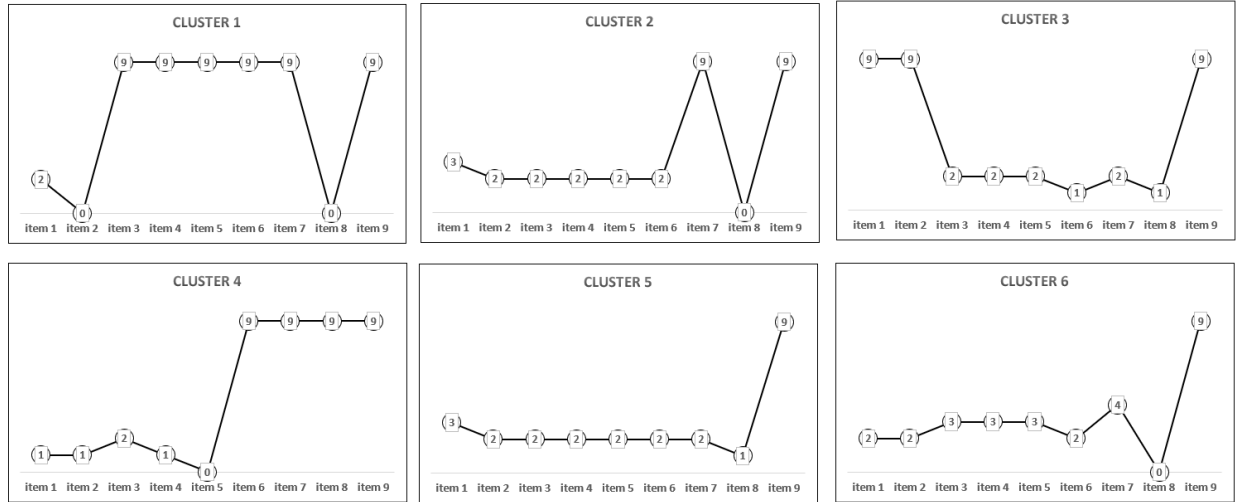 CLUSTER 1
2 0 9 9 9 9 9 0 9
item 1 item 2 item 3 item 4 item 5 item 6 item 7 item 8 item 9
CLUSTER 2
3 2 2 2 2 2 9 0 9
item 1 item 2 item 3 item 4 item 5 item 6 item 7 item 8 item 9
CLUSTER 3
9 9 2 2 2 1 2 1 9
item 1 item 2 item 3 item 4 item 5 item 6 item 7 item 8 item 9
CLUSTER 4
1 1 2 1 0 9 9 9 9
item 1 item 2 item 3 item 4 item 5 item 6 item 7 item 8 item 9
CLUSTER 5
3 2 2 2 2 2 2 1 9
item 1 item 2 item 3 item 4 item 5 item 6 item 7 item 8 item 9
CLUSTER 6
2 2 3 3 3 2 4 0 9
item 1 item 2 item 3 item 4 item 5 item 6 item 7 item 8 item 9